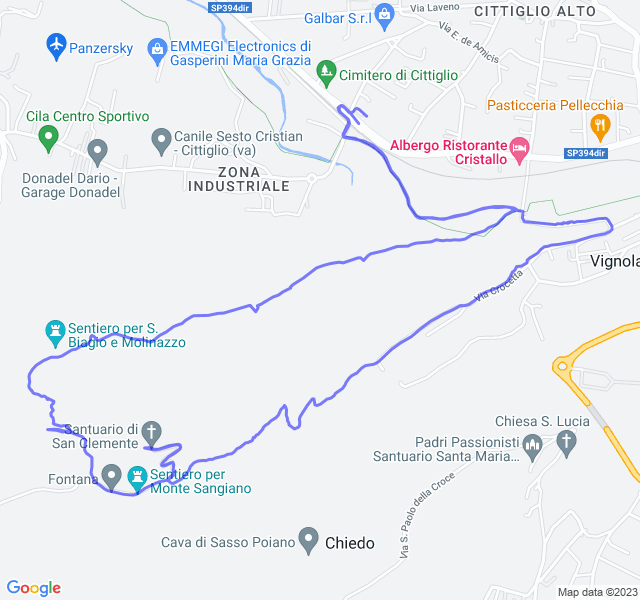 Via Laveno
SP394dir
Galbar S.r.l
CITTIGLIO ALTO
Via E. de Amicis
Panzersky
EMMEGI Electronics di
Gasperini Maria Grazia
Cimitero di Cittiglio
Pasticceria Pellecchia
Cila Centro Sportivo
Canile Sesto Cristian
- Cittiglio (va)
Albergo Ristorante
Cristallo
SP394dir
Donadel Dario -
Garage Donadel
ZONA
INDUSTRIALE
Vignola
Via Crocetta
Sentiero per S.
Biagio e Molinazzo
Santuario di
San Clemente
Chiesa S. Lucia
Padri Passionisti
Santuario Santa Maria...
Fontana
Sentiero per
Monte Sangiano
Via S. Paolo della Croce
Cava di Sasso Poiano
Chiedo
Google
Map data ©2023